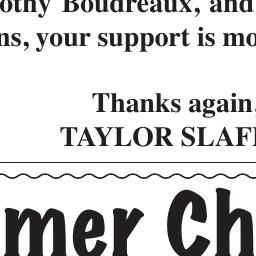 othy Boudreaux, and
ns, your support is mo
Thanks again,
TAYLOR SLAF
mer Ch